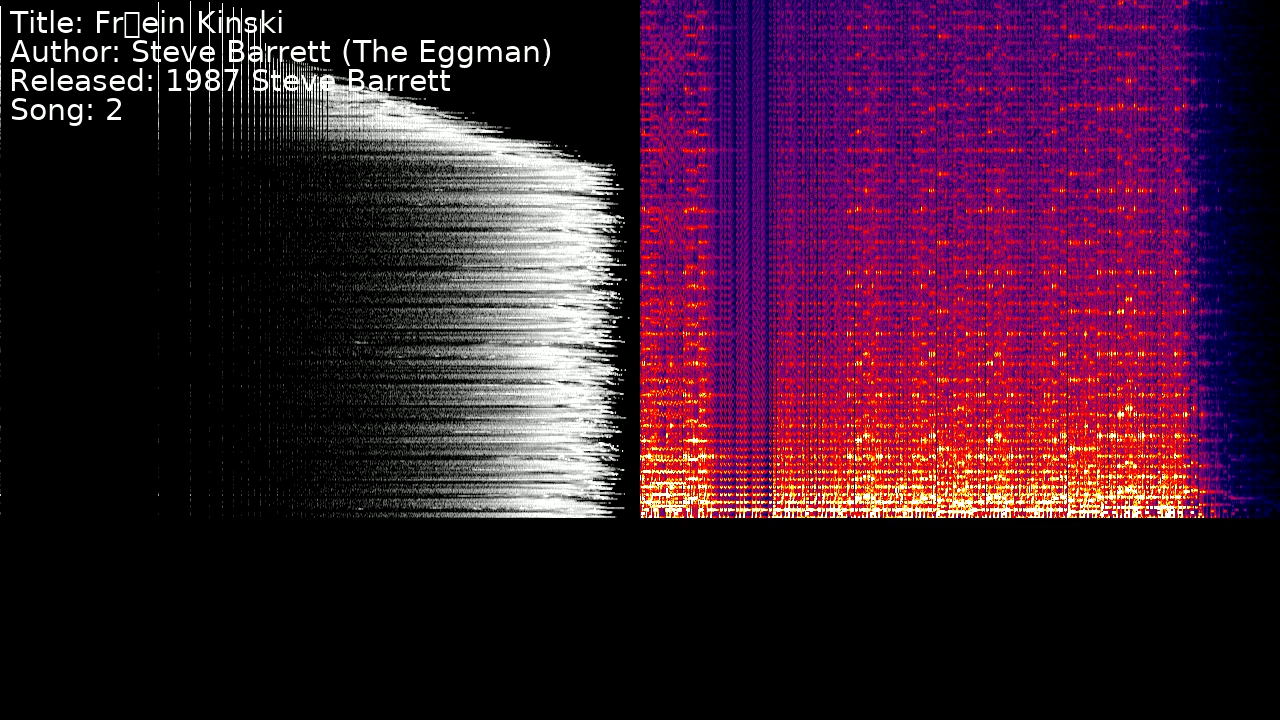 Title: Fr▯ein Kinski
Author: Steve Barrett (The Eggman)
Released: 1987 Steve Barrett
Song: 2